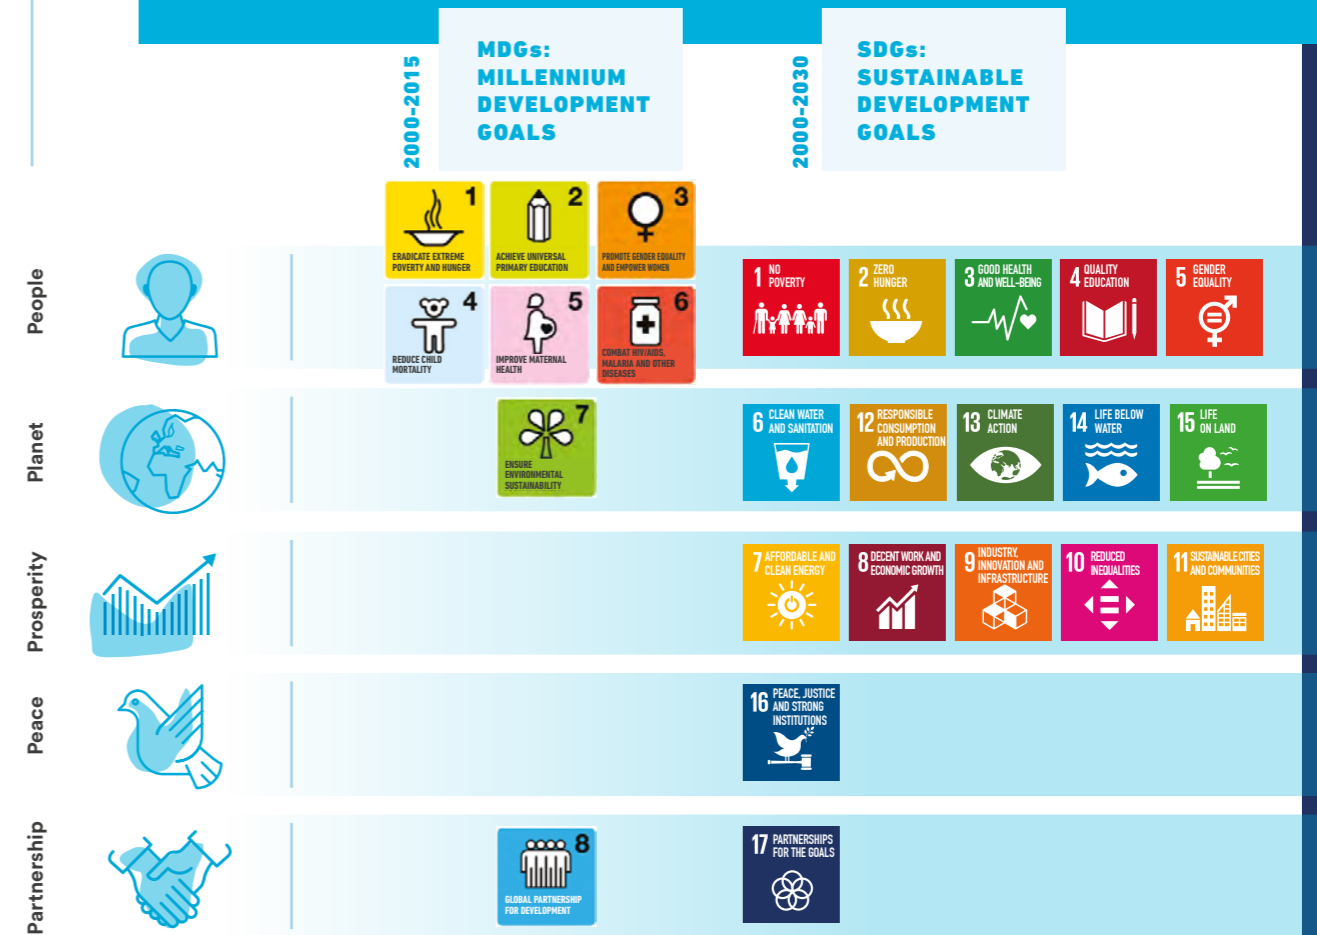 2000-2015
MDGs:
MILLENNIUM
DEVELOPMENT
GOALS
2000-2030
SDGs:
SUSTAINABLE
DEVELOPMENT
GOALS
People
1
ERADICATE EXTREME
POVERTY AND HUNGER
2
ACHIEVE UNIVERSAL
PRIMARY EDUCATION
3
PROMOTE GENDER EQUALITY
AND EMPOWER WOMEN
4
REDUCE CHILD
MORTALITY
5
IMPROVE MATERNAL
HEALTH
6
COMBAT HIV/AIDS,
MALARIA AND OTHER
DISEASES
1 NO
POVERTY
2 ZERO
HUNGER
3 GOOD HEALTH
AND WELL-BEING
4 QUALITY
EDUCATION
5 GENDER
EQUALITY
Planet
7
ENSURE
ENVIRONMENTAL
SUSTAINABILITY
6 CLEAN WATER
AND SANITATION
12 RESPONSIBLE
CONSUMPTION
AND PRODUCTION
13 CLIMATE
ACTION
14 LIFE BELOW
WATER
15 LIFE
ON LAND
Prosperity
7 AFFORDABLE AND
CLEAN ENERGY
8 DECENT WORK AND
ECONOMIC GROWTH
9 INDUSTRY,
INNOVATION AND
INFRASTRUCTURE
10 REDUCED
INEQUALITIES
11 SUSTAINABLE CITIES
AND COMMUNITIES
Peace
16 PEACE, JUSTICE
AND STRONG
INSTITUTIONS
Partnership
8
GLOBAL PARTNERSHIP
FOR DEVELOPMENT
17 PARTNERSHIPS
FOR THE GOALS